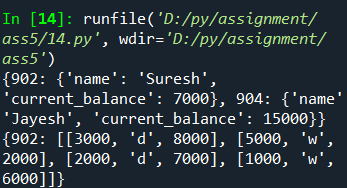 In [14]: runfile('D:/py/assignment/
ass5/14.py', wdir='D:/py/assignment/
ass5')
{902: {'name': 'Suresh',
'current_balance': 7000}, 904: {'name'
'Jayesh', 'current_balance': 15000}}
{902: [[3000, 'd', 8000], [5000, 'w',
2000], [2000, 'd', 7000], [1000, 'w',
6000]]}